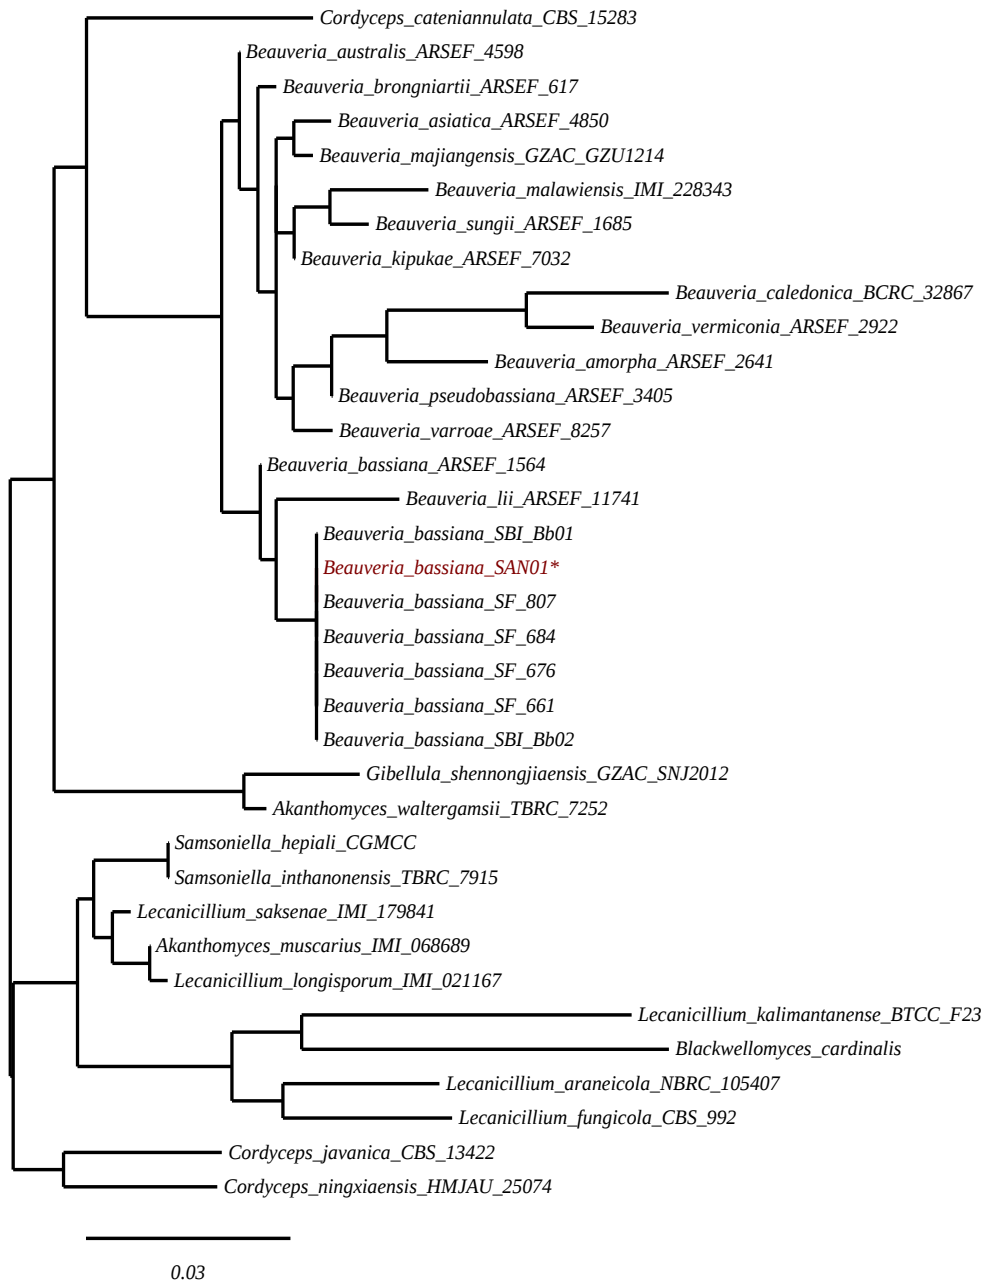 Cordyceps_cateniannulata_CBS_15283
Beauveria_australis_ARSEF_4598
Beauveria_brongniartii_ARSEF_617
Beauveria_asiatica_ARSEF_4850
Beauveria_majiangensis_GZAC_GZU1214
Beauveria_malawiensis_IMI_228343
Beauveria_sungii_ARSEF_1685
Beauveria_kipukae_ARSEF_7032
Beauveria_caledonica_BCRC_32867
Beauveria_vermiconia_ARSEF_2922
Beauveria_amorpha_ARSEF_2641
Beauveria_pseudobassiana_ARSEF_3405
Beauveria_varroae_ARSEF_8257
Beauveria_bassiana_ARSEF_1564
Beauveria_lii_ARSEF_11741
Beauveria_bassiana_SBI_Bb01
Beauveria_bassiana_SAN01*
Beauveria_bassiana_SF_807
Beauveria_bassiana_SF_684
Beauveria_bassiana_SF_676
Beauveria_bassiana_SF_661
Beauveria_bassiana_SBI_Bb02
Gibellula_shennongjiaensis_GZAC_SNJ2012
Akanthomyces_waltergamsii_TBRC_7252
Samsoniella_hepiali_CGMCC
Samsoniella_inthanonensis_TBRC_7915
Lecanicillium_saksenae_IMI_179841
Akanthomyces_muscarius_IMI_068689
Lecanicillium_longisporum_IMI_021167
Lecanicillium_kalimantanense_BTCC_F23
Blackwellomyces_cardinalis
Lecanicillium_araneicola_NBRC_105407
Lecanicillium_fungicola_CBS_992
Cordyceps_javanica_CBS_13422
Cordyceps_ningxiaensis_HMJAU_25074
0.03